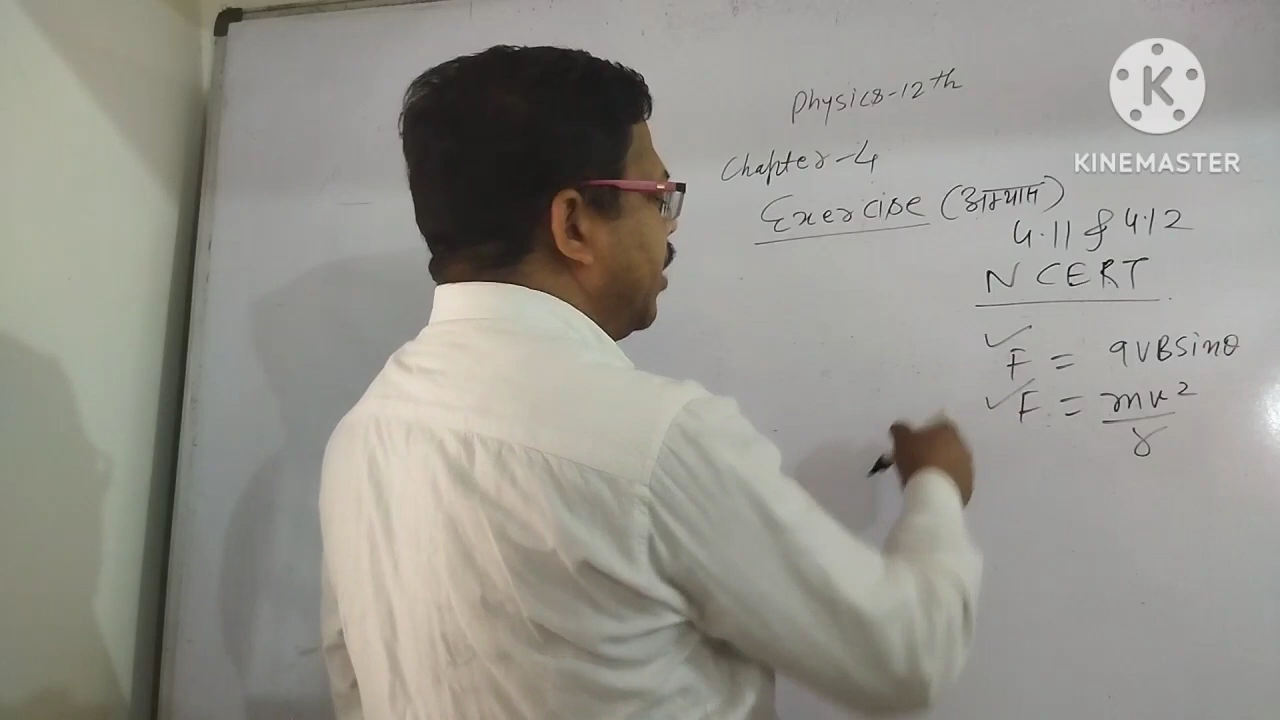 Physics-12th
Chapter-4
Exercise (अभ्यास)
4.11 & 4.12
NCERT
✓ F = qVBsinθ
✓ F = mv²/r
K
KINEMASTER